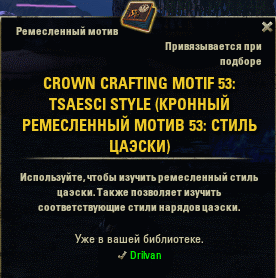 Ремесленный мотив
Привязывается при
подборе
CROWN CRAFTING MOTIF 53:
TSAESCI STYLE (КРОННЫЙ
РЕМЕСЛЕННЫЙ МОТИВ 53: СТИЛЬ
ЦАЭСКИ)
Используйте, чтобы изучить ремесленный стиль
цаэски. Также позволяет изучить
соответствующие стили нарядов цаэски.
Уже в вашей библиотеке.
Drilvan